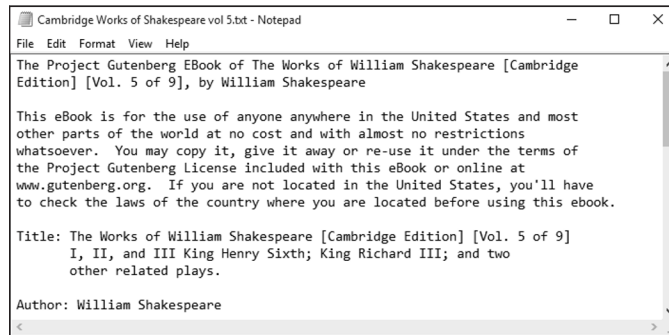 Cambridge Works of Shakespeare vol 5.txt - Notepad
File Edit Format View Help
The Project Gutenberg EBook of The Works of William Shakespeare [Cambridge
Edition] [Vol. 5 of 9], by William Shakespeare
This eBook is for the use of anyone anywhere in the United States and most
other parts of the world at no cost and with almost no restrictions
whatsoever.  You may copy it, give it away or re-use it under the terms of
the Project Gutenberg License included with this eBook or online at
www.gutenberg.org.  If you are not located in the United States, you'll have
to check the laws of the country where you are located before using this ebook.
Title: The Works of William Shakespeare [Cambridge Edition] [Vol. 5 of 9]
I, II, and III King Henry Sixth; King Richard III; and two
other related plays.
Author: William Shakespeare